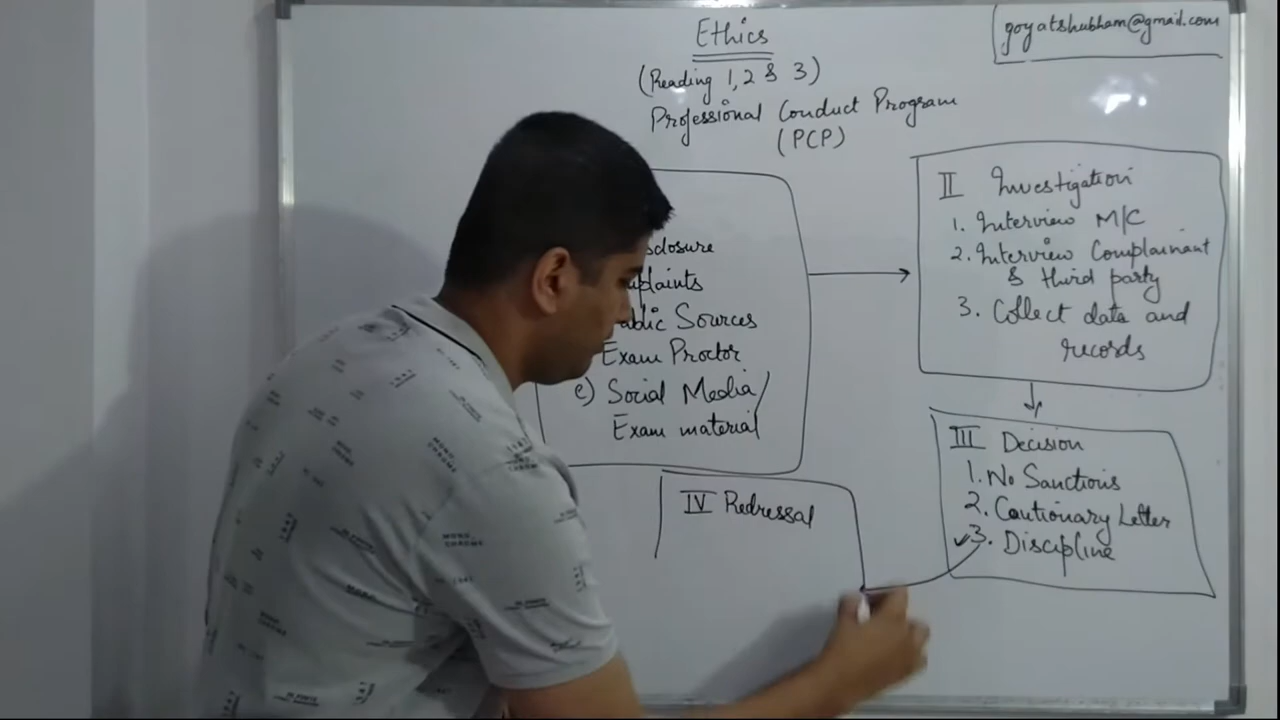 Ethics
(Reading 1, 2 & 3)
Professional Conduct Program
(PCP)
goyatshubham@gmail.com
Public Sources
Exam Proctor
e) Social Media/
Exam material
II Investigation
1. Interview M/C
2. Interview Complainant
& third party
3. Collect data and
records
III Decision
1. No Sanctions
2. Cautionary Letter
✓3. Discipline
IV Redressal